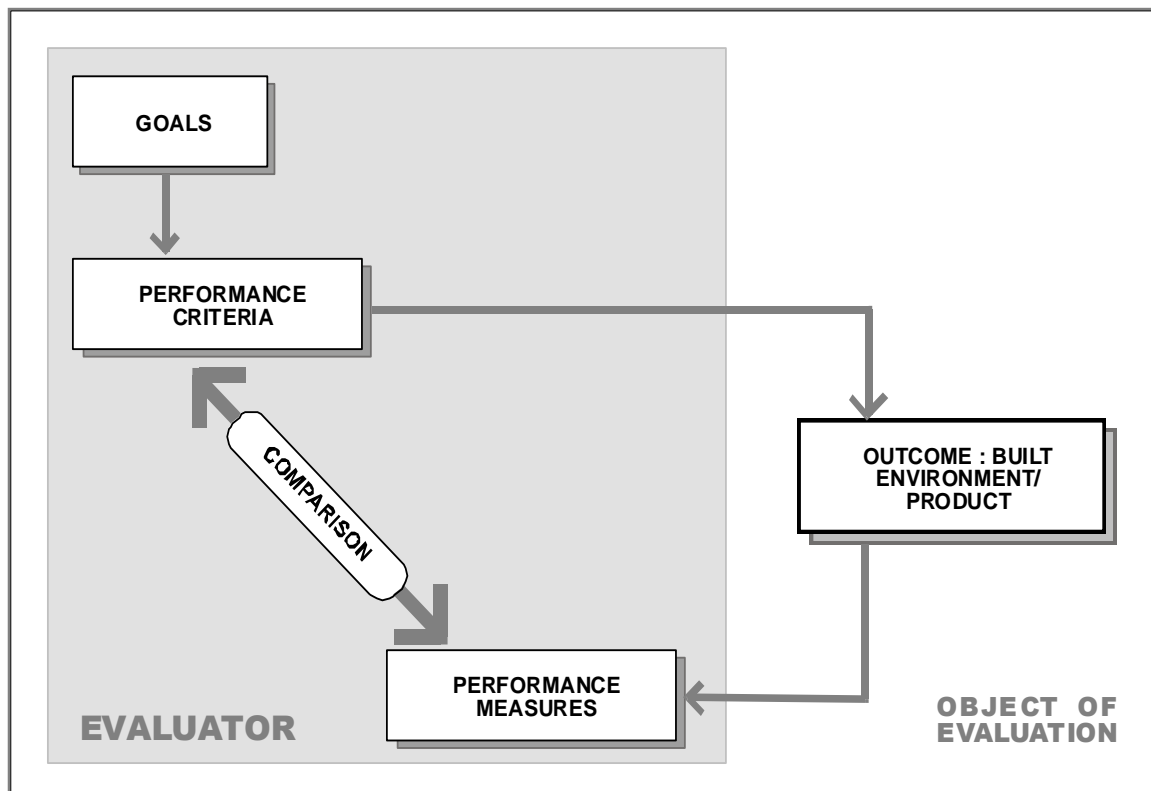 GOALS
PERFORMANCE
CRITERIA
COMPARISON
OUTCOME : BUILT
ENVIRONMENT/
PRODUCT
PERFORMANCE
MEASURES
EVALUATOR
OBJECT OF
EVALUATION